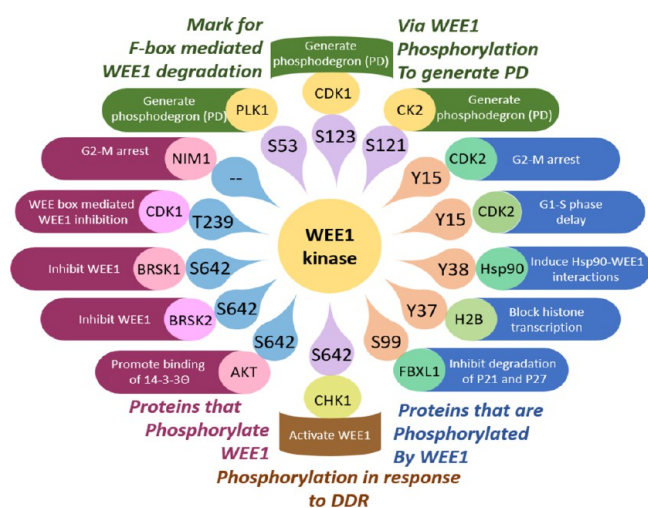 Mark for
F-box mediated
WEE1 degradation
Generate
phosphodegron (PD)
Via WEE1
Phosphorylation
To generate PD
CDK1
S123
Generate
phosphodegron (PD)
PLK1
S53
CK2
S121
Generate
phosphodegron (PD)
G2-M arrest
NIM1
--
Y15
CDK2
G2-M arrest
WEE box mediated
WEE1 inhibition
CDK1
T239
Y15
CDK2
G1-S phase
delay
WEE1
kinase
Inhibit WEE1
BRSK1
S642
Y38
Hsp90
Induce Hsp90-WEE1
interactions
Inhibit WEE1
BRSK2
S642
Y37
H2B
Block histone
transcription
Promote binding
of 14-3-3Θ
AKT
S642
S642
S99
FBXL1
Inhibit degradation
of P21 and P27
CHK1
Activate WEE1
Proteins that
Phosphorylate
WEE1
Proteins that are
Phosphorylated
By WEE1
Phosphorylation in response
to DDR